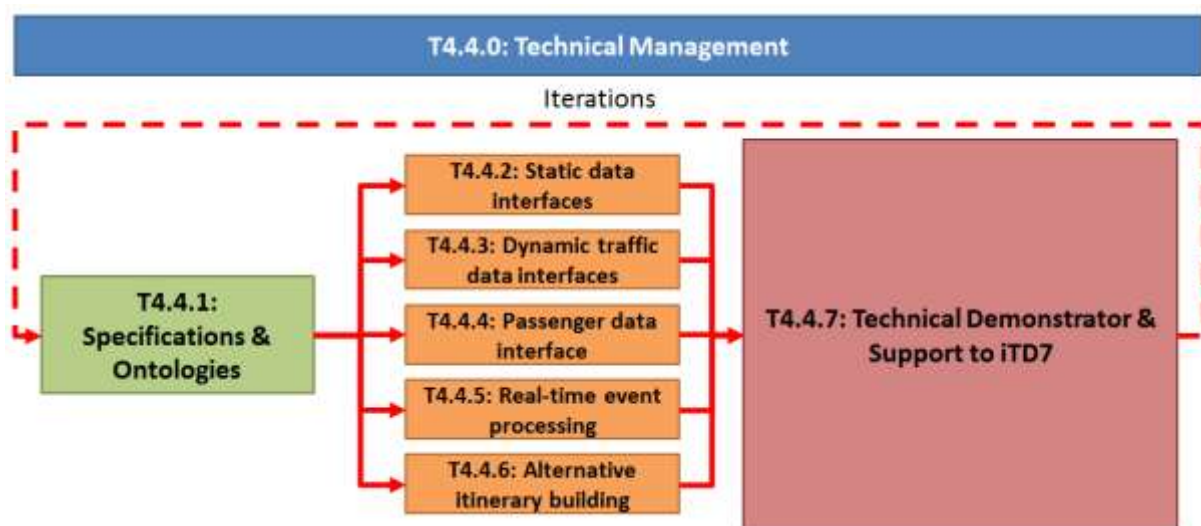 T4.4.0: Technical Management
Iterations
T4.4.2: Static data
interfaces
T4.4.3: Dynamic traffic
data interfaces
T4.4.1:
Specifications &
Ontologies
T4.4.4: Passenger data
interface
T4.4.5: Real-time event
processing
T4.4.6: Alternative
itinerary building
T4.4.7: Technical Demonstrator &
Support to iTD7